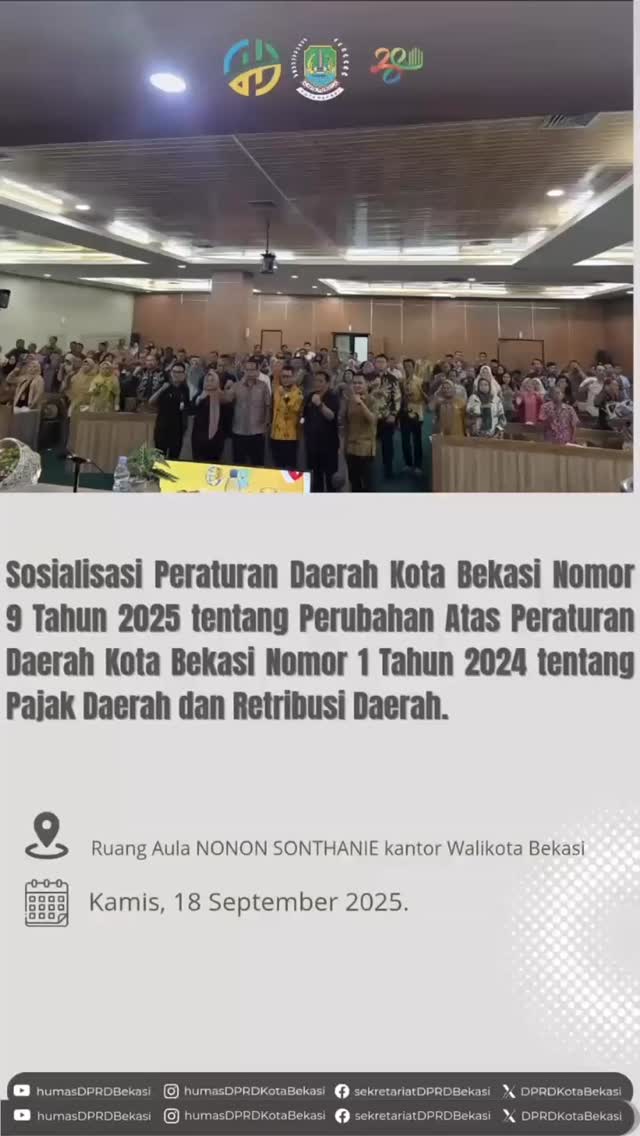 Sosialisasi Peraturan Daerah Kota Bekasi Nomor
9 Tahun 2025 tentang Perubahan Atas Peraturan
Daerah Kota Bekasi Nomor 1 Tahun 2024 tentang
Pajak Daerah dan Retribusi Daerah.
Ruang Aula NONON SONTHANIE kantor Walikota Bekasi
Kamis, 18 September 2025.
humasDPRDBekasi humasDPRDKotaBekasi sekretariatDPRDBekasi DPRDKotaBekasi
humasDPRDBekasi humasDPRDKotaBekasi sekretariatDPRDBekasi DPRDKotaBekasi